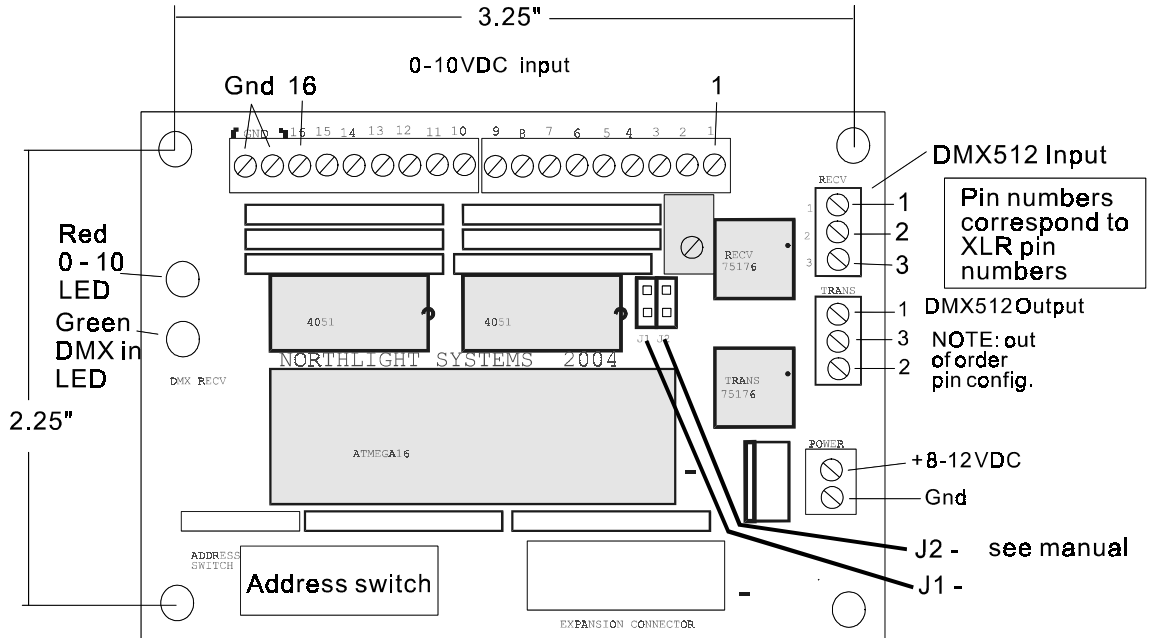 3.25"
0-10VDC input
Gnd 16
1
GND 16 15 14 13 12 11 10 9 8 7 6 5 4 3 2 1
DMX512 Input
RECV
1 1
2 2
3 3
Pin numbers
correspond to
XLR pin
numbers
Red
0 - 10
LED
Green
DMX in
LED
DMX RECV
RECV
75176
4051
4051
J1 J2
NORTHLIGHT SYSTEMS 2004
TRANS
1
3
2
DMX512 Output
NOTE: out
of order
pin config.
TRANS
75176
2.25"
ATMEGA16
POWER
+8-12VDC
Gnd
J2 - see manual
J1 -
ADDRESS
SWITCH
Address switch
EXPANSION CONNECTOR